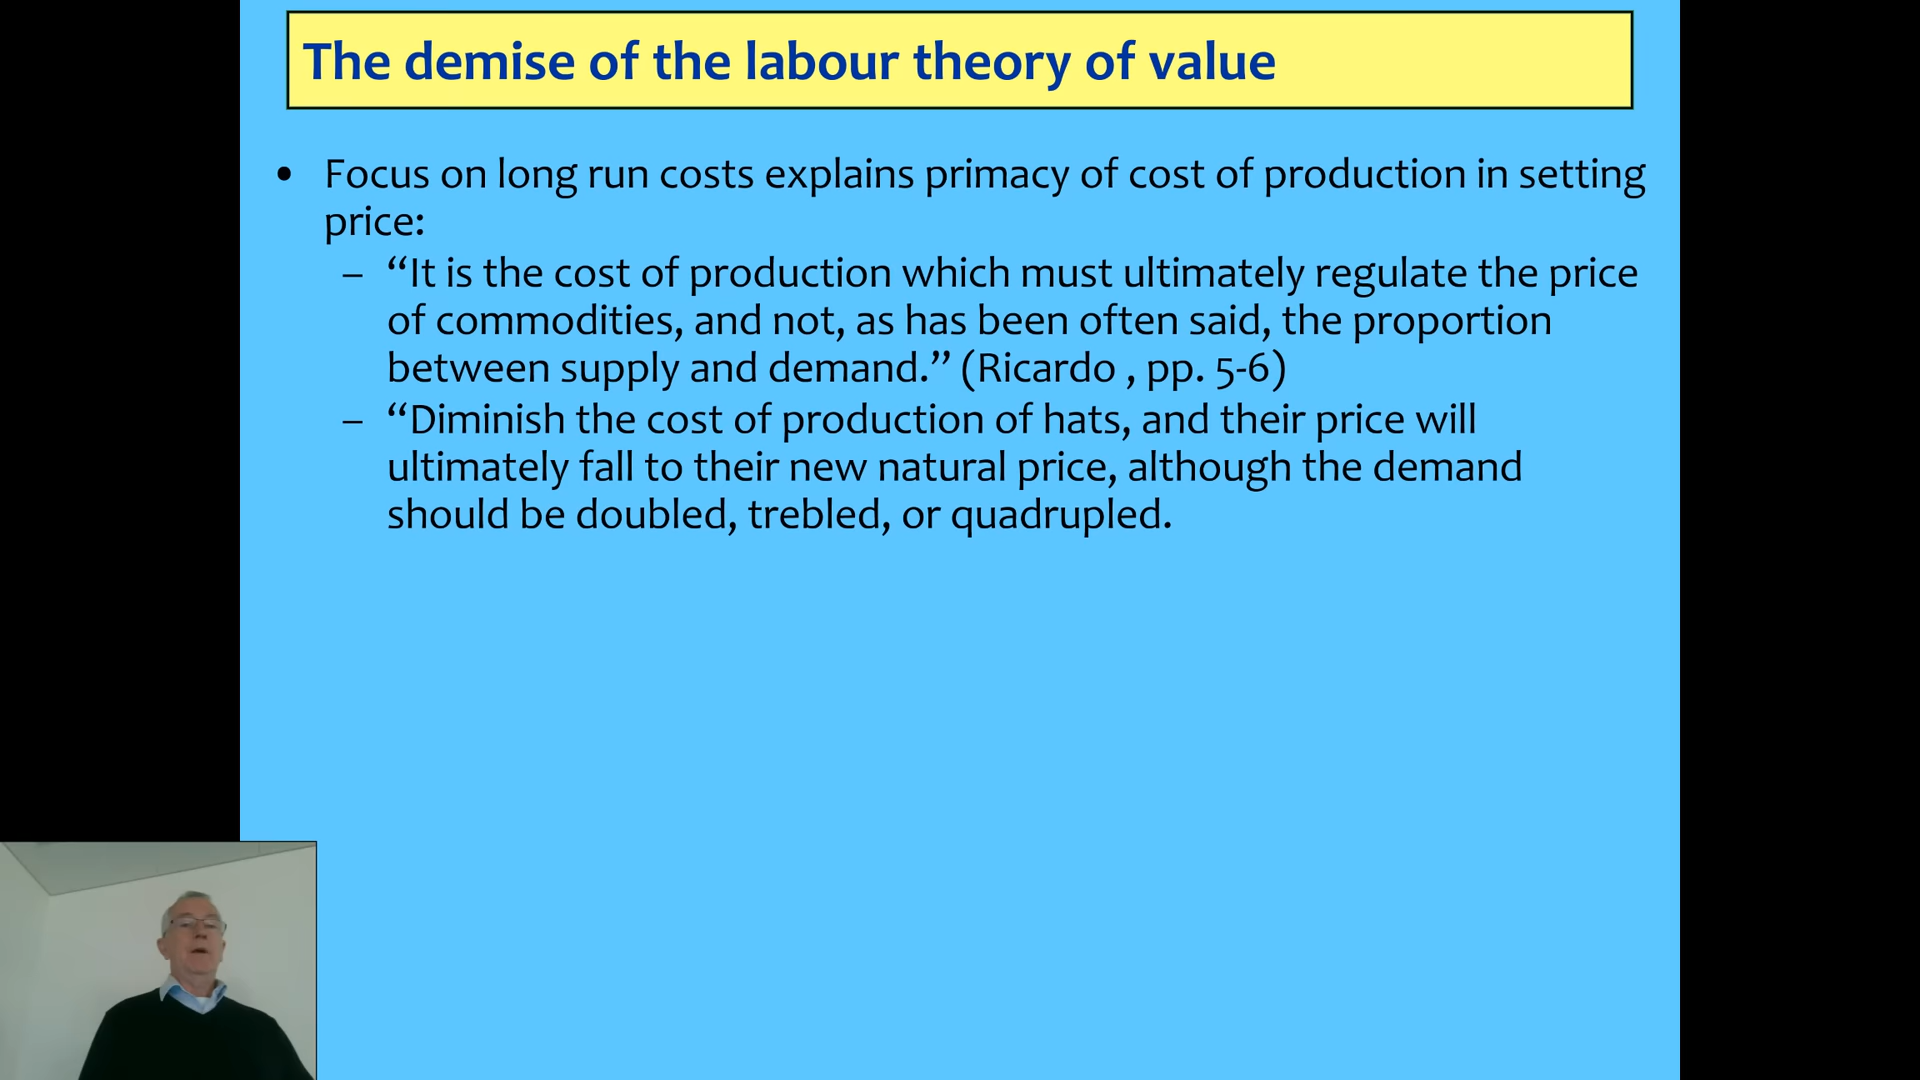 The demise of the labour theory of value
• Focus on long run costs explains primacy of cost of production in setting
price:
– “It is the cost of production which must ultimately regulate the price
of commodities, and not, as has been often said, the proportion
between supply and demand.” (Ricardo , pp. 5-6)
– “Diminish the cost of production of hats, and their price will
ultimately fall to their new natural price, although the demand
should be doubled, trebled, or quadrupled.